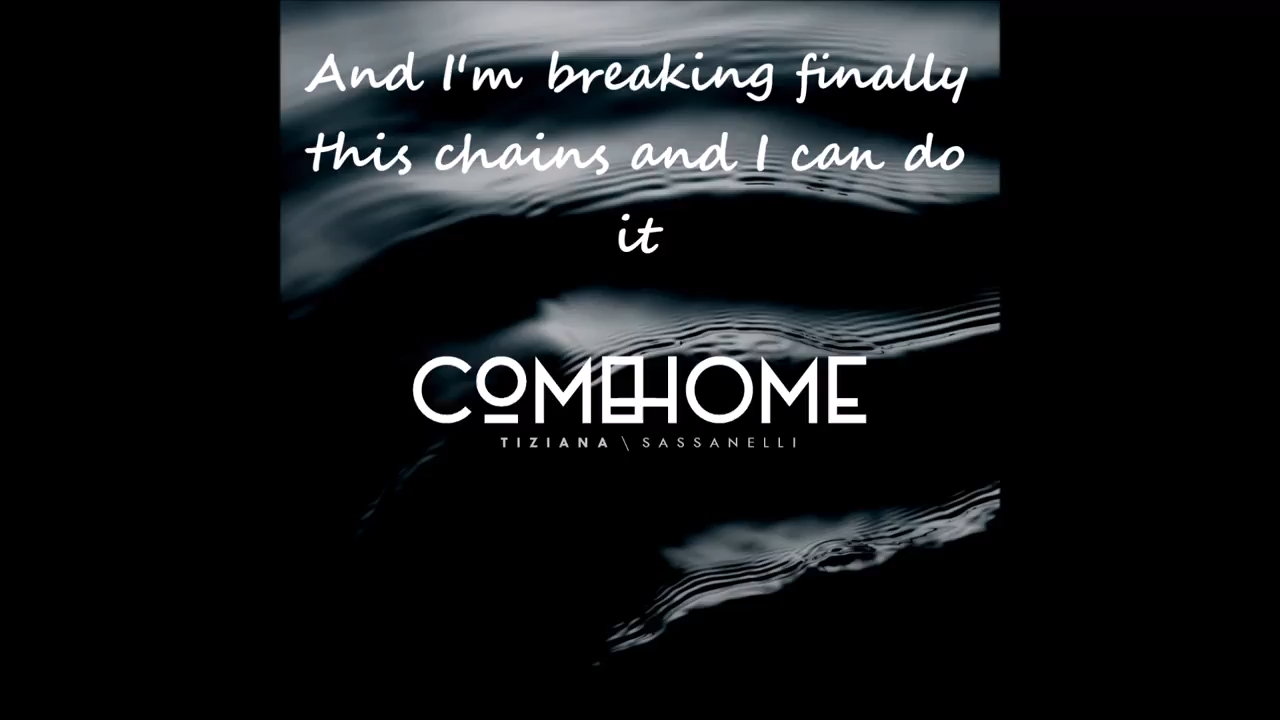 And I'm breaking finally
this chains and I can do
it
COMEHOME
TIZIANA \ SASSANELLI